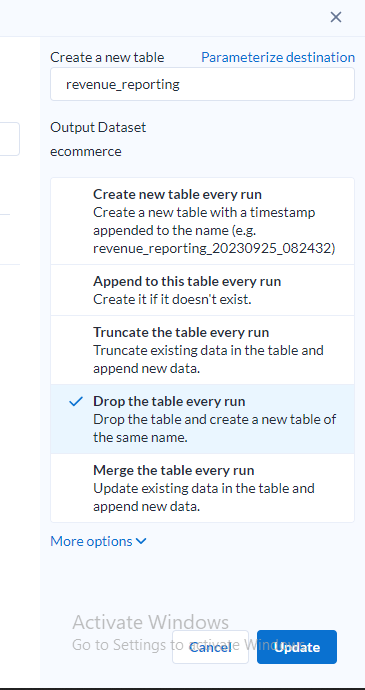 Create a new table Parameterize destination
revenue_reporting
Output Dataset
ecommerce
Create new table every run
Create a new table with a timestamp
appended to the name (e.g.
revenue_reporting_20230925_082432)
Append to this table every run
Create it if it doesn't exist.
Truncate the table every run
Truncate existing data in the table and
append new data.
Drop the table every run
Drop the table and create a new table of
the same name.
Merge the table every run
Update existing data in the table and
append new data.
More options
Activate Windows
Go to Settings to activate Windows.
Cancel Update